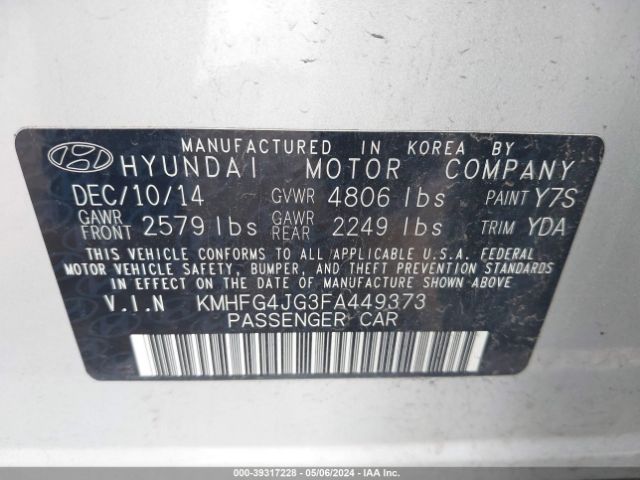 MANUFACTURED IN KOREA BY
HYUNDAI MOTOR COMPANY
DEC/10/14 GVWR 4806 lbs PAINT Y7S
GAWR FRONT 2579 lbs GAWR REAR 2249 lbs TRIM YDA
THIS VEHICLE CONFORMS TO ALL APPLICABLE U.S.A. FEDERAL
MOTOR VEHICLE SAFETY, BUMPER, AND THEFT PREVENTION STANDARDS
IN EFFECT ON THE DATE OF MANUFACTURE SHOWN ABOVE.
V.I.N KMHFG4JG3FA449373
PASSENGER CAR
000-39317228 - 05/06/2024 - IAAI.com